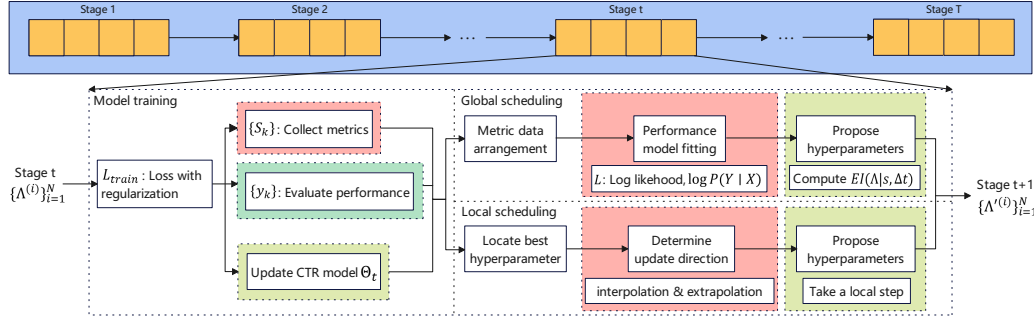 Stage 1
Stage 2
Stage t
Stage T
...
...
Model training
Global scheduling
{S_k}: Collect metrics
Metric data
arrangement
Performance
model fitting
Propose
hyperparameters
Stage t
{Λ^{(i)}}_{i=1}^{N}
L_{train} : Loss with
regularization
{y_k}: Evaluate performance
L: Log likehood, log P(Y | X)
Compute EI(Λ|s, Δt)
Stage t+1
{Λ'^{(i)}}_{i=1}^{N}
Local scheduling
Update CTR model Θ_t
Locate best
hyperparameter
Determine
update direction
Propose
hyperparameters
interpolation & extrapolation
Take a local step